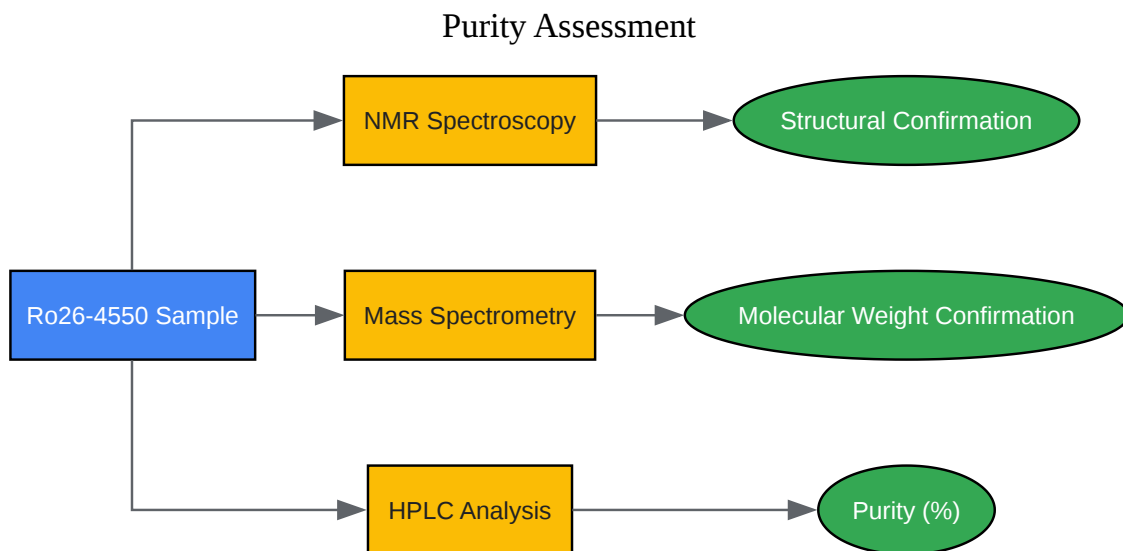 Purity Assessment
NMR Spectroscopy
Structural Confirmation
Ro26-4550 Sample
Mass Spectrometry
Molecular Weight Confirmation
HPLC Analysis
Purity (%)